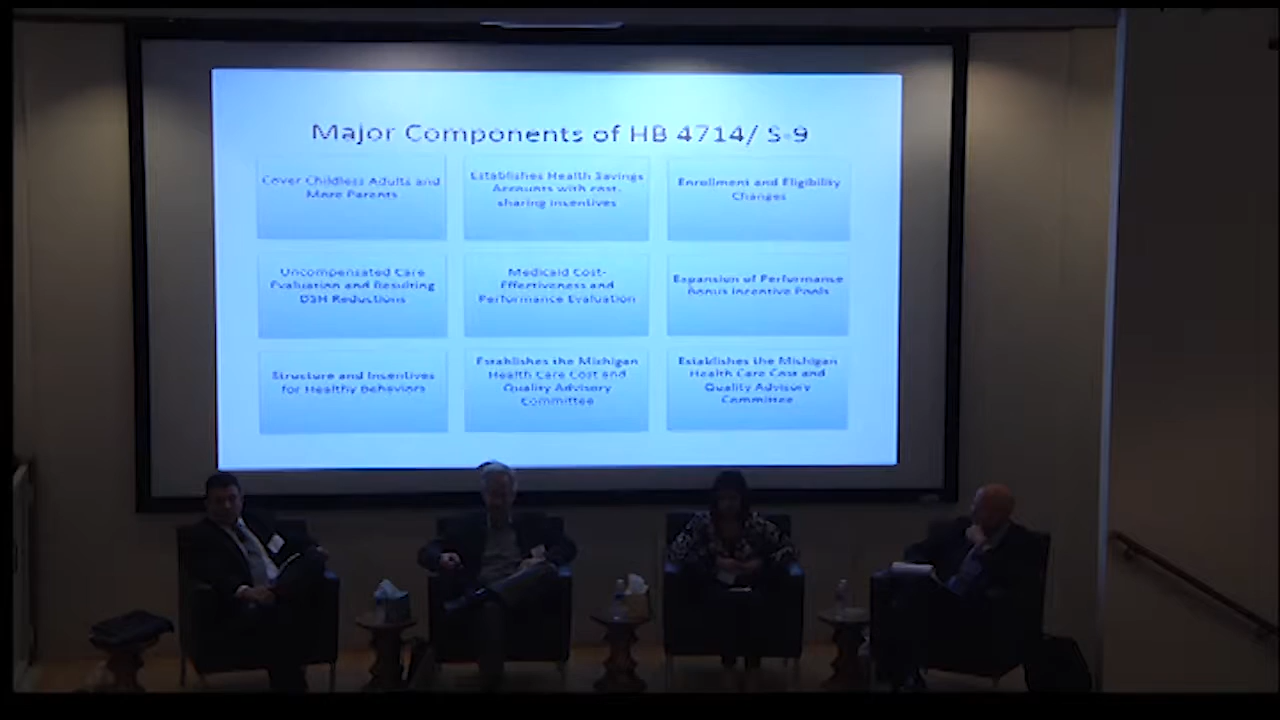 Major Components of HB 4714/ S-9
Cover Childless Adults and
More Parents
Establishes Health Savings
Accounts with cost-
sharing incentives
Enrollment and Eligibility
Changes
Uncompensated Care
Evaluation and Resulting
DSH Reductions
Medicaid Cost-
Effectiveness and
Performance Evaluation
Expansion of Performance
Bonus Incentive Pools
Structure and Incentives
for Healthy Behaviors
Establishes the Michigan
Health Care Cost and
Quality Advisory
Committee
Establishes the Michigan
Health Care Cost and
Quality Advisory
Committee